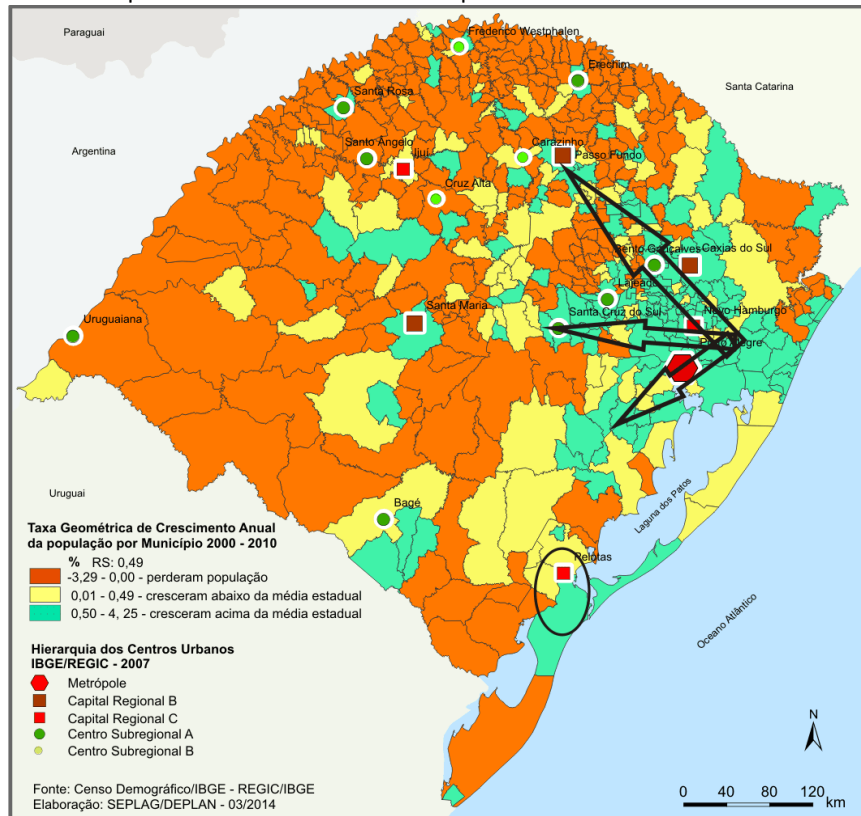 Paraguai
Frederico Westphalen
Erechim
Santa Catarina
Santa Rosa
Argentina
Santo Ângelo
Ijuí
Carazinho
Passo Fundo
Cruz Alta
Bento Gonçalves
Caxias do Sul
Lajeado
Santa Maria
Santa Cruz do Sul
Novo Hamburgo
Uruguaiana
Porto Alegre
Uruguai
Bagé
Laguna dos Patos
Pelotas
Oceano Atlântico
Taxa Geométrica de Crescimento Anual
da população por Município 2000 - 2010
% RS: 0,49
-3,29 - 0,00 - perderam população
0,01 - 0,49 - cresceram abaixo da média estadual
0,50 - 4, 25 - cresceram acima da média estadual
Hierarquia dos Centros Urbanos
IBGE/REGIC - 2007
Metrópole
Capital Regional B
Capital Regional C
Centro Subregional A
Centro Subregional B
Fonte: Censo Demográfico/IBGE - REGIC/IBGE
Elaboração: SEPLAG/DEPLAN - 03/2014
N
0 40 80 120
km